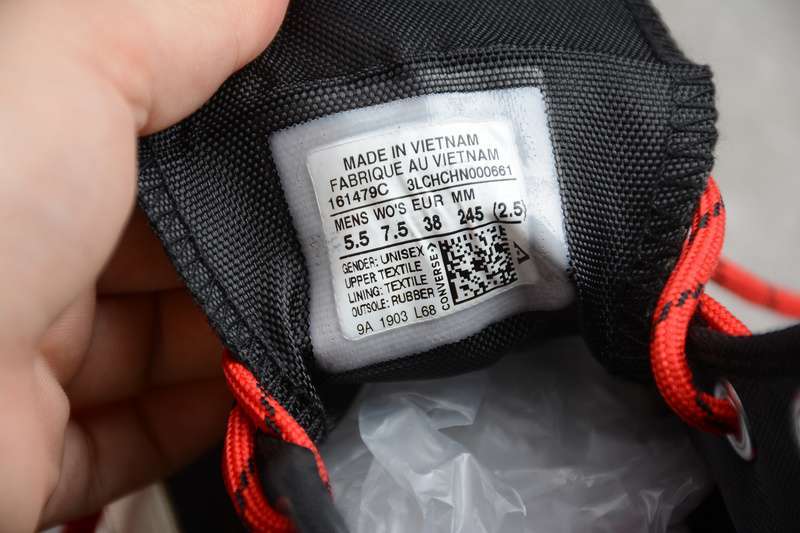 MADE IN VIETNAM
FABRIQUE AU VIETNAM
161479C 3LCHCHN000661
MENS WO'S EUR MM
5.5 7.5 38 245 (2.5)
GENDER: UNISEX
UPPER TEXTILE
LINING: TEXTILE
OUTSOLE: RUBBER
CONVERSE
9A 1903 L68